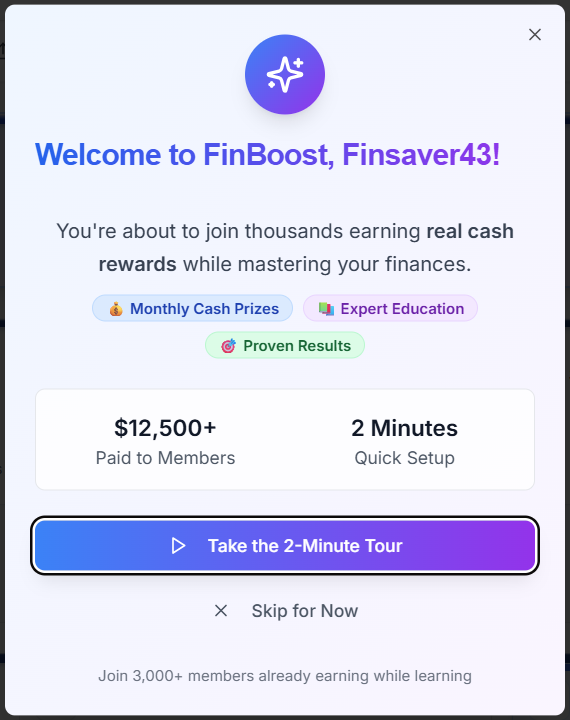 Welcome to FinBoost, Finsaver43!
You're about to join thousands earning real cash
rewards while mastering your finances.
Monthly Cash Prizes
Expert Education
Proven Results
$12,500+
Paid to Members
2 Minutes
Quick Setup
Take the 2-Minute Tour
Skip for Now
Join 3,000+ members already earning while learning